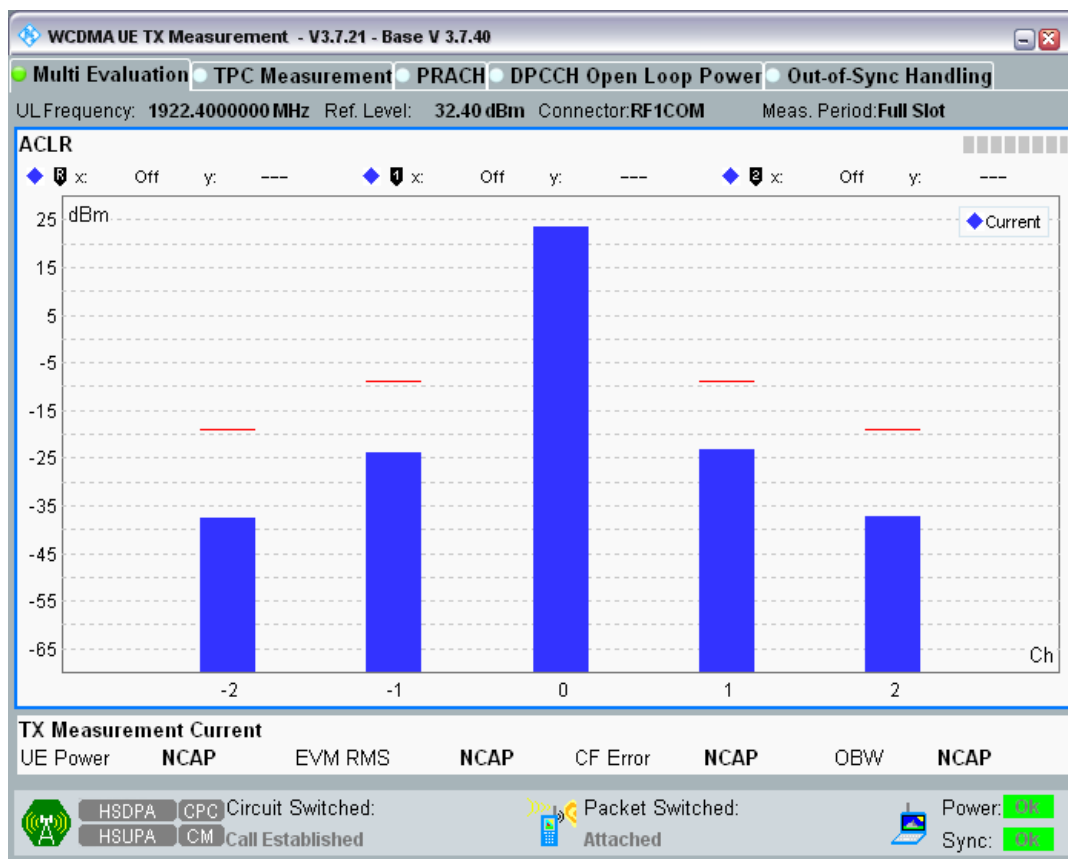 WCDMA UE TX Measurement - V3.7.21 - Base V 3.7.40
Multi Evaluation TPC Measurement PRACH DPCCH Open Loop Power Out-of-Sync Handling
UL Frequency: 1922.4000000 MHz Ref. Level: 32.40 dBm Connector:RF1COM Meas. Period:Full Slot
ACLR
R x: Off y: --- 1 x: Off y: --- 2 x: Off y: ---
dBm
Current
25
15
5
-5
-15
-25
-35
-45
-55
-65
Ch
-2 -1 0 1 2
TX Measurement Current
UE Power NCAP EVM RMS NCAP CF Error NCAP OBW NCAP
HSDPA CPC Circuit Switched: Packet Switched: Power: Ok
HSUPA CM Call Established Attached Sync: Ok